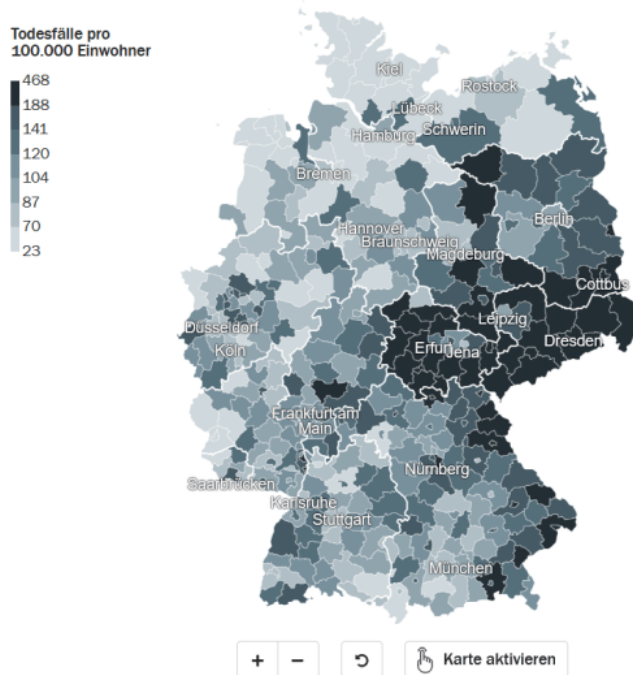 Todesfälle pro
100.000 Einwohner
468
188
141
120
104
87
70
23
Kiel
Rostock
Lübeck
Hamburg
Schwerin
Bremen
Berlin
Hannover
Braunschweig
Magdeburg
Cottbus
Düsseldorf
Leipzig
Köln
Erfurt
Jena
Dresden
Frankfurt am
Main
Nürnberg
Saarbrücken
Karlsruhe
Stuttgart
München
+
−
Karte aktivieren